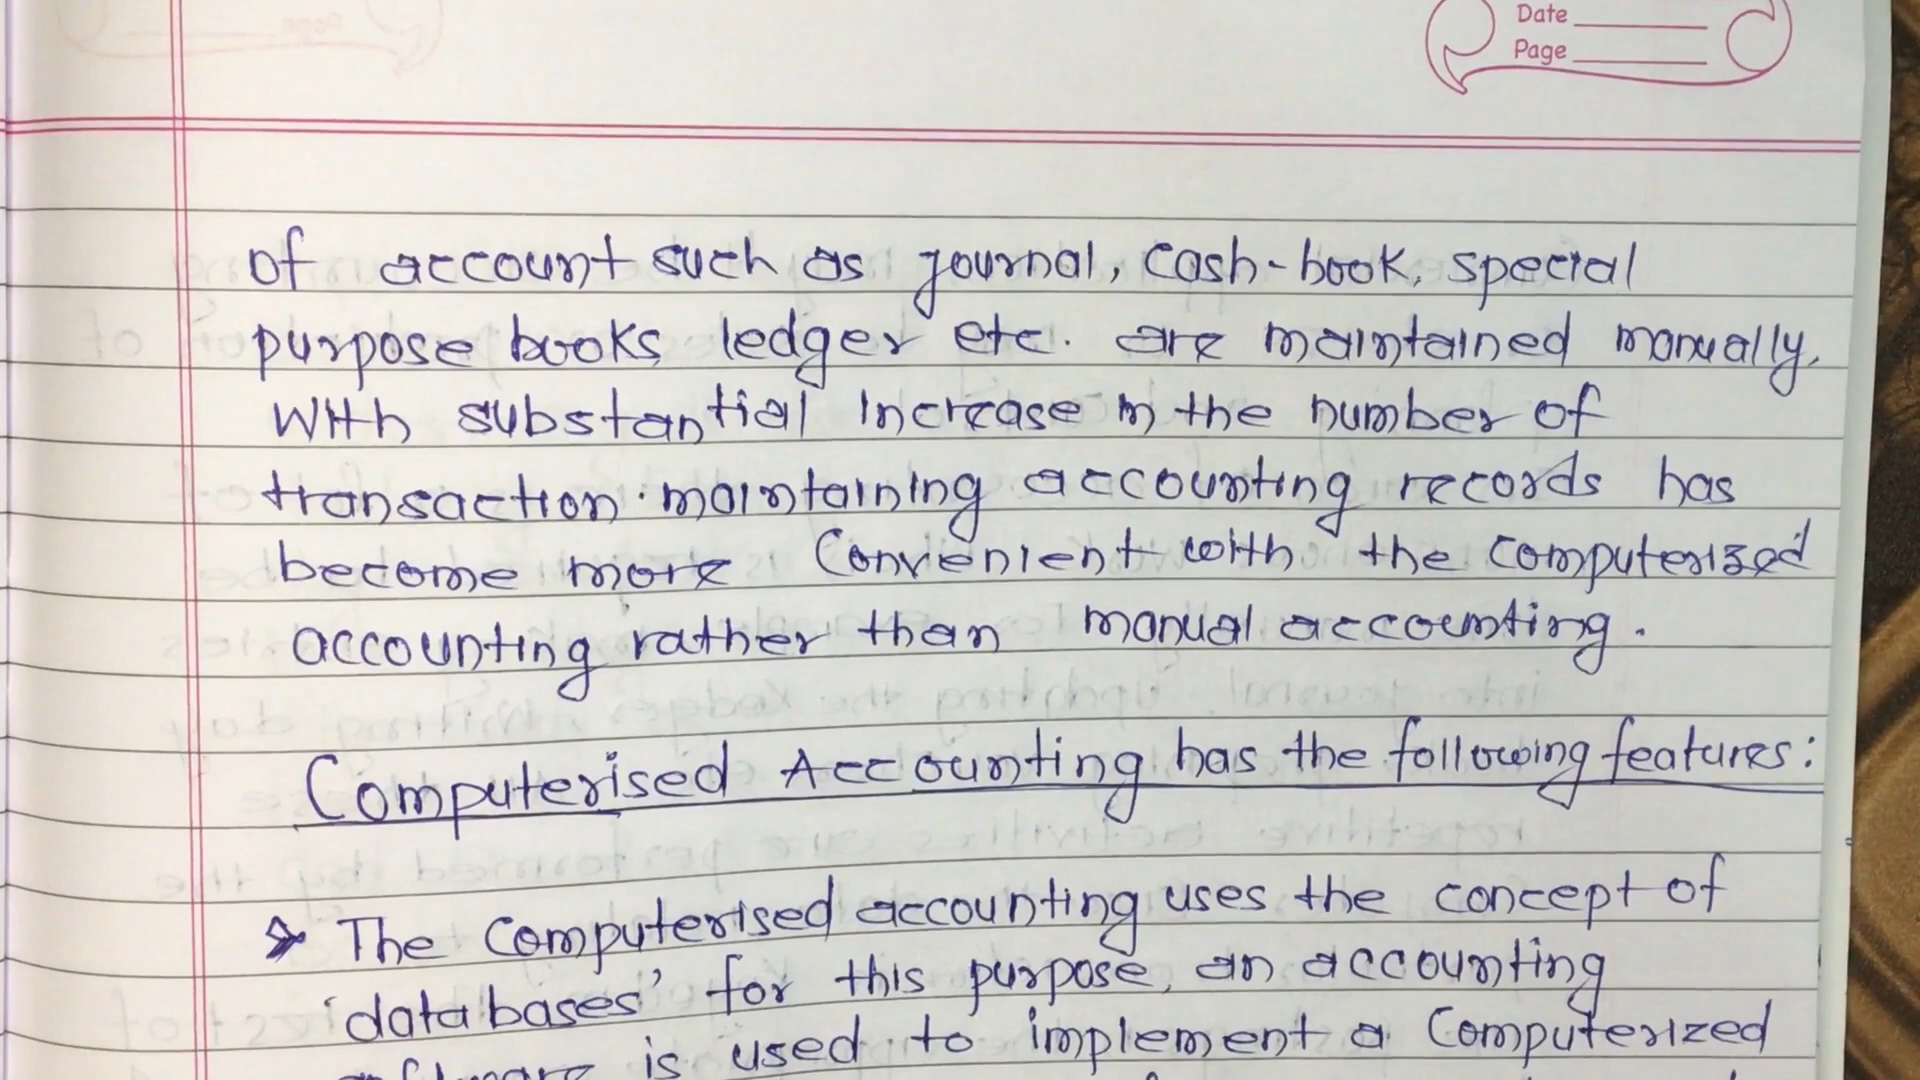 Date
Page
of account such as journal, cash-book, special
purpose books, ledger etc. are maintained manually.
With substantial increase in the number of
transaction. maintaining accounting records has
become more convenient with the computerized
accounting rather than manual accounting.
Computerised Accounting has the following features:
The computerised accounting uses the concept of
'databases' for this purpose, an accounting
software is used to implement a computerized